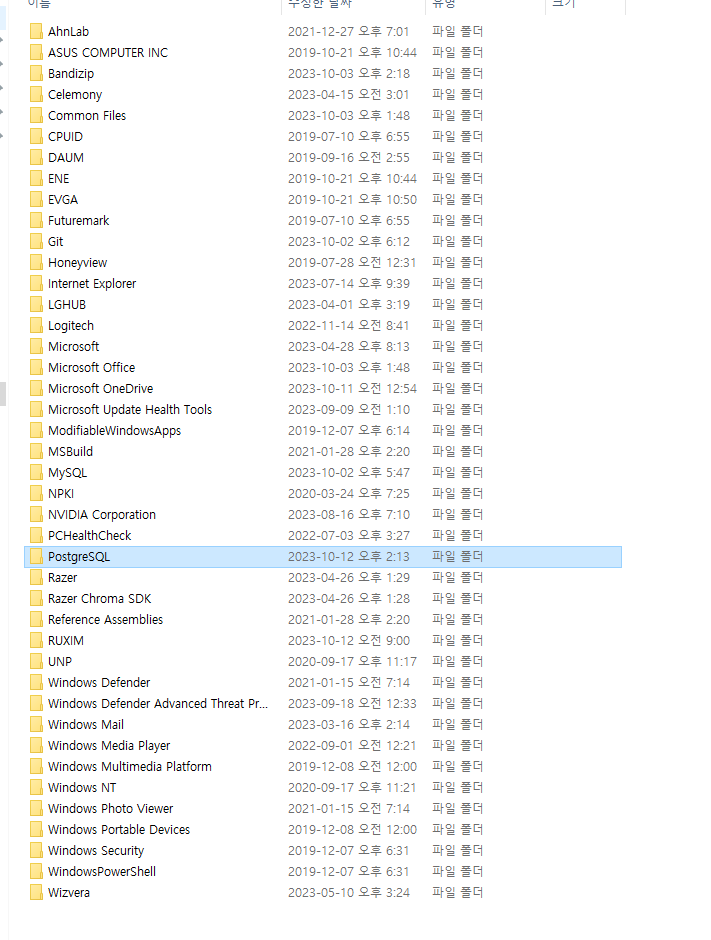 이름 수정한 날짜 유형 크기
AhnLab 2021-12-27 오후 7:01 파일 폴더
ASUS COMPUTER INC 2019-10-21 오후 10:44 파일 폴더
Bandizip 2023-10-03 오후 2:18 파일 폴더
Celemony 2023-04-15 오전 3:01 파일 폴더
Common Files 2023-10-03 오후 1:48 파일 폴더
CPUID 2019-07-10 오후 6:55 파일 폴더
DAUM 2019-09-16 오전 2:55 파일 폴더
ENE 2019-10-21 오후 10:44 파일 폴더
EVGA 2019-10-21 오후 10:50 파일 폴더
Futuremark 2019-07-10 오후 6:55 파일 폴더
Git 2023-10-02 오후 6:12 파일 폴더
Honeyview 2019-07-28 오전 12:31 파일 폴더
Internet Explorer 2023-07-14 오후 9:39 파일 폴더
LGHUB 2023-04-01 오후 3:19 파일 폴더
Logitech 2022-11-14 오전 8:41 파일 폴더
Microsoft 2023-04-28 오후 8:13 파일 폴더
Microsoft Office 2023-10-03 오후 1:48 파일 폴더
Microsoft OneDrive 2023-10-11 오전 12:54 파일 폴더
Microsoft Update Health Tools 2023-09-09 오전 1:10 파일 폴더
ModifiableWindowsApps 2019-12-07 오후 6:14 파일 폴더
MSBuild 2021-01-28 오후 2:20 파일 폴더
MySQL 2023-10-02 오후 5:47 파일 폴더
NPKI 2020-03-24 오후 7:25 파일 폴더
NVIDIA Corporation 2023-08-16 오후 7:10 파일 폴더
PCHealthCheck 2022-07-03 오후 3:27 파일 폴더
PostgreSQL 2023-10-12 오후 2:13 파일 폴더
Razer 2023-04-26 오후 1:29 파일 폴더
Razer Chroma SDK 2023-04-26 오후 1:28 파일 폴더
Reference Assemblies 2021-01-28 오후 2:20 파일 폴더
RUXIM 2023-10-12 오전 9:00 파일 폴더
UNP 2020-09-17 오후 11:17 파일 폴더
Windows Defender 2021-01-15 오전 7:14 파일 폴더
Windows Defender Advanced Threat Pr... 2023-09-18 오전 12:33 파일 폴더
Windows Mail 2023-03-16 오후 2:14 파일 폴더
Windows Media Player 2022-09-01 오전 12:21 파일 폴더
Windows Multimedia Platform 2019-12-08 오전 12:00 파일 폴더
Windows NT 2020-09-17 오후 11:21 파일 폴더
Windows Photo Viewer 2021-01-15 오전 7:14 파일 폴더
Windows Portable Devices 2019-12-08 오전 12:00 파일 폴더
Windows Security 2019-12-07 오후 6:31 파일 폴더
WindowsPowerShell 2019-12-07 오후 6:31 파일 폴더
Wizvera 2023-05-10 오후 3:24 파일 폴더